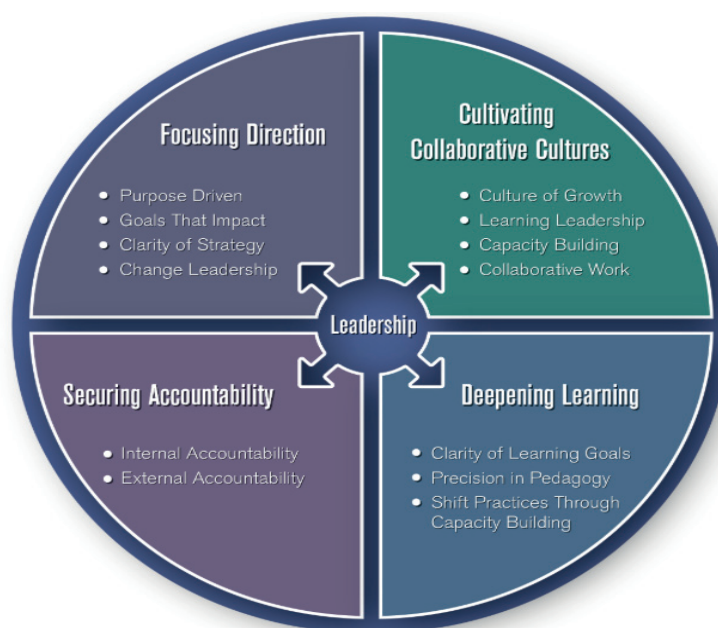 Focusing Direction
• Purpose Driven
• Goals That Impact
• Clarity of Strategy
• Change Leadership
Cultivating
Collaborative Cultures
• Culture of Growth
• Learning Leadership
• Capacity Building
• Collaborative Work
Leadership
Securing Accountability
• Internal Accountability
• External Accountability
Deepening Learning
• Clarity of Learning Goals
• Precision in Pedagogy
• Shift Practices Through
Capacity Building